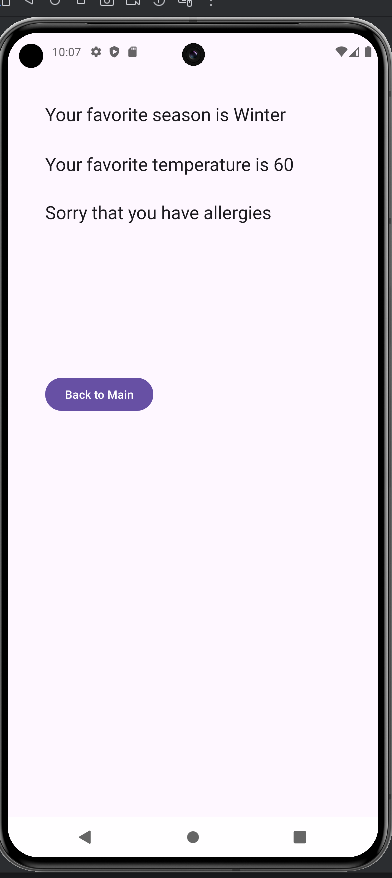 10:07
Your favorite season is Winter
Your favorite temperature is 60
Sorry that you have allergies
Back to Main